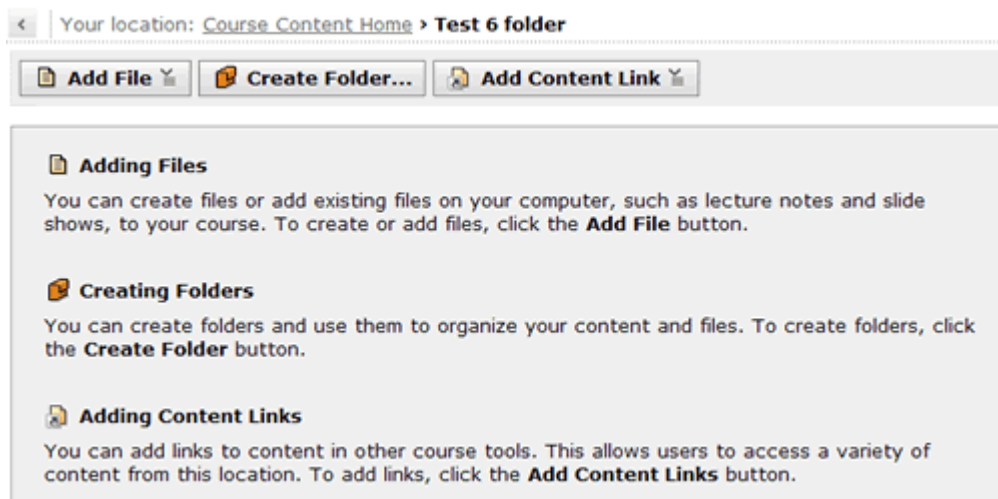 Your location: Course Content Home › Test 6 folder
Add File Create Folder... Add Content Link
Adding Files
You can create files or add existing files on your computer, such as lecture notes and slide
shows, to your course. To create or add files, click the Add File button.
Creating Folders
You can create folders and use them to organize your content and files. To create folders, click
the Create Folder button.
Adding Content Links
You can add links to content in other course tools. This allows users to access a variety of
content from this location. To add links, click the Add Content Links button.